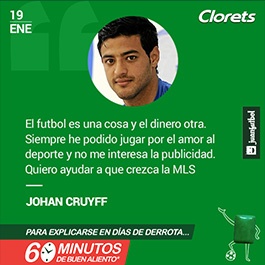 19
ENE
Clorets
juanfutbol
El futbol es una cosa y el dinero otra.
Siempre he podido jugar por el amor al
deporte y no me interesa la publicidad.
Quiero ayudar a que crezca la MLS
JOHAN CRUYFF
PARA EXPLICARSE EN DÍAS DE DERROTA...
60 MINUTOS
DE BUEN ALIENTO*